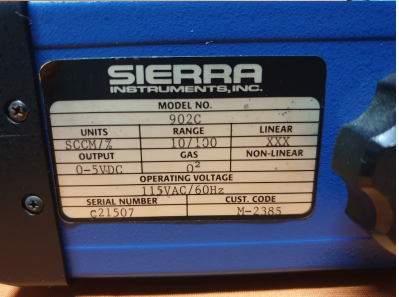 SIERRA
INSTRUMENTS, INC.
MODEL NO.
902C
UNITS RANGE LINEAR
SCCM/% 10/100 XXX
OUTPUT GAS NON-LINEAR
0-5VDC O²
OPERATING VOLTAGE
115VAC/60Hz
SERIAL NUMBER CUST. CODE
C21507 M-2385